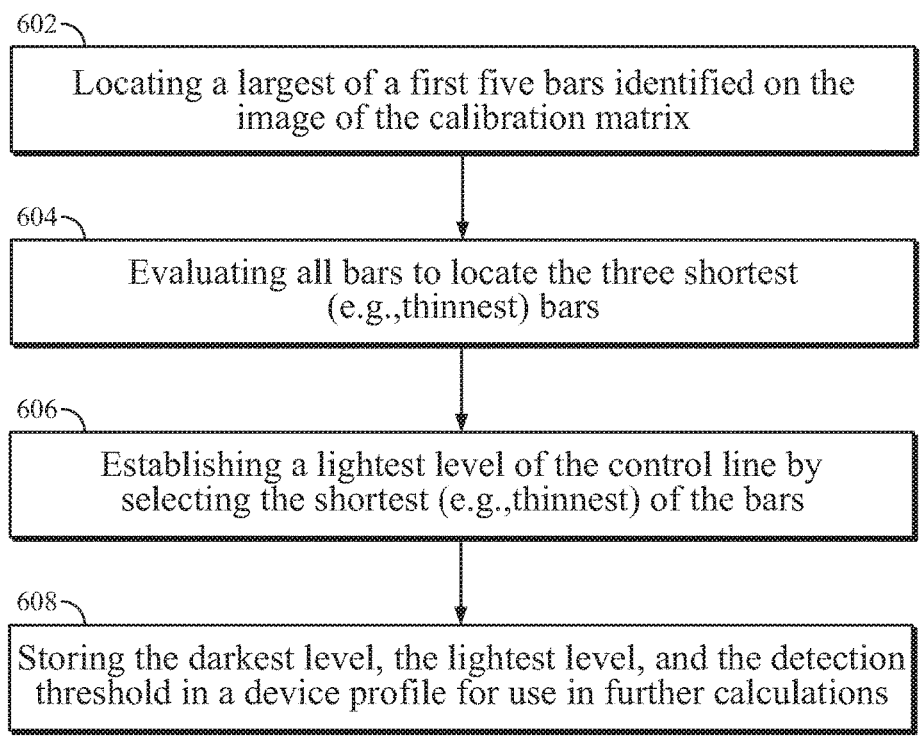 602
Locating a largest of a first five bars identified on the
image of the calibration matrix
604
Evaluating all bars to locate the three shortest
(e.g.,thinnest) bars
606
Establishing a lightest level of the control line by
selecting the shortest (e.g.,thinnest) of the bars
608
Storing the darkest level, the lightest level, and the detection
threshold in a device profile for use in further calculations